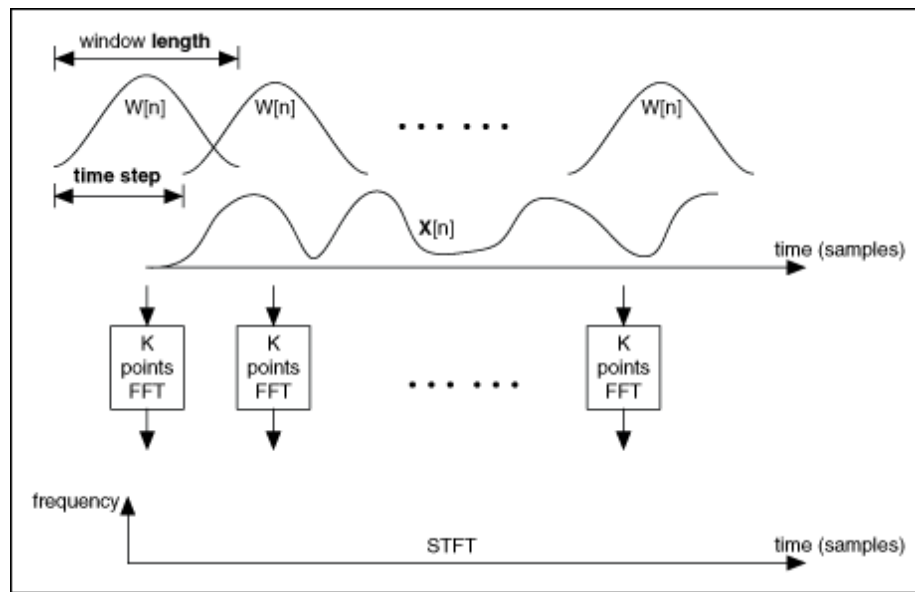 window length
W[n]
W[n]
W[n]
time step
X[n]
time (samples)
K
points
FFT
K
points
FFT
K
points
FFT
frequency
STFT
time (samples)